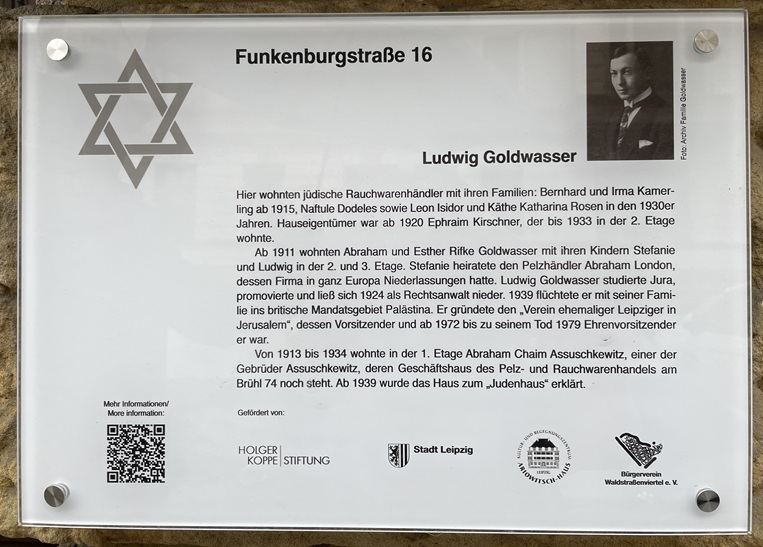 Funkenburgstraße 16
Ludwig Goldwasser
Foto: Archiv Familie Goldwasser
Hier wohnten jüdische Rauchwarenhändler mit ihren Familien: Bernhard und Irma Kamer-
ling ab 1915, Naftule Dodeles sowie Leon Isidor und Käthe Katharina Rosen in den 1930er
Jahren. Hauseigentümer war ab 1920 Ephraim Kirschner, der bis 1933 in der 2. Etage
wohnte.
Ab 1911 wohnten Abraham und Esther Rifke Goldwasser mit ihren Kindern Stefanie
und Ludwig in der 2. und 3. Etage. Stefanie heiratete den Pelzhändler Abraham London,
dessen Firma in ganz Europa Niederlassungen hatte. Ludwig Goldwasser studierte Jura,
promovierte und ließ sich 1924 als Rechtsanwalt nieder. 1939 flüchtete er mit seiner Fami-
lie ins britische Mandatsgebiet Palästina. Er gründete den „Verein ehemaliger Leipziger in
Jerusalem“, dessen Vorsitzender und ab 1972 bis zu seinem Tod 1979 Ehrenvorsitzender
er war.
Von 1913 bis 1934 wohnte in der 1. Etage Abraham Chaim Assuschkewitz, einer der
Gebrüder Assuschkewitz, deren Geschäftshaus des Pelz- und Rauchwarenhandels am
Brühl 74 noch steht. Ab 1939 wurde das Haus zum „Judenhaus“ erklärt.
Mehr Informationen/
More information:
Gefördert von:
HOLGER
KOPPE STIFTUNG
Stadt Leipzig
KULTUR- UND BEGEGNUNGSZENTRUM
LEIPZIG
ARIOWITSCH-HAUS
Bürgerverein
Waldstraßenviertel e. V.